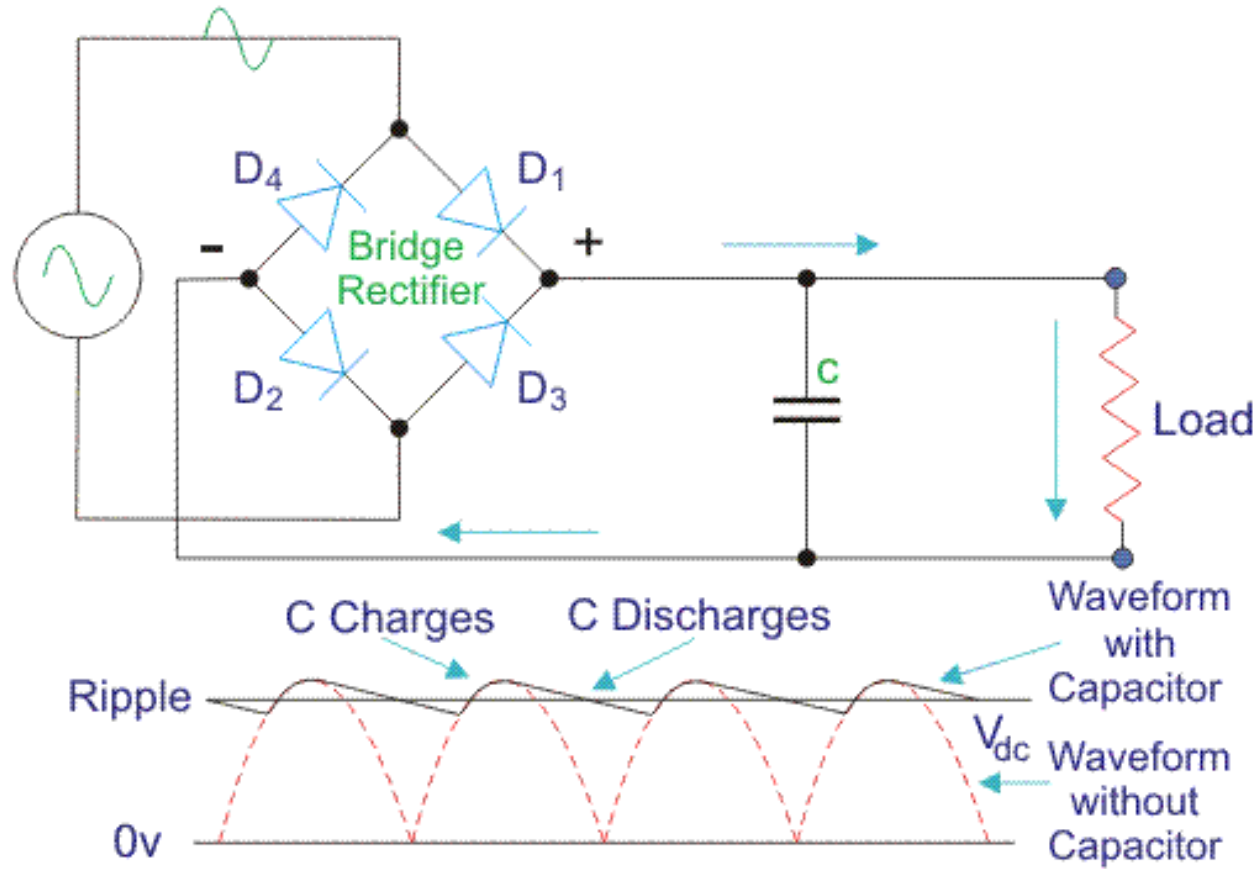 D4
D1
-
+
Bridge
Rectifier
D2
D3
C
Load
C Charges
C Discharges
Waveform
with
Capacitor
Ripple
Vdc
Waveform
without
Capacitor
0v